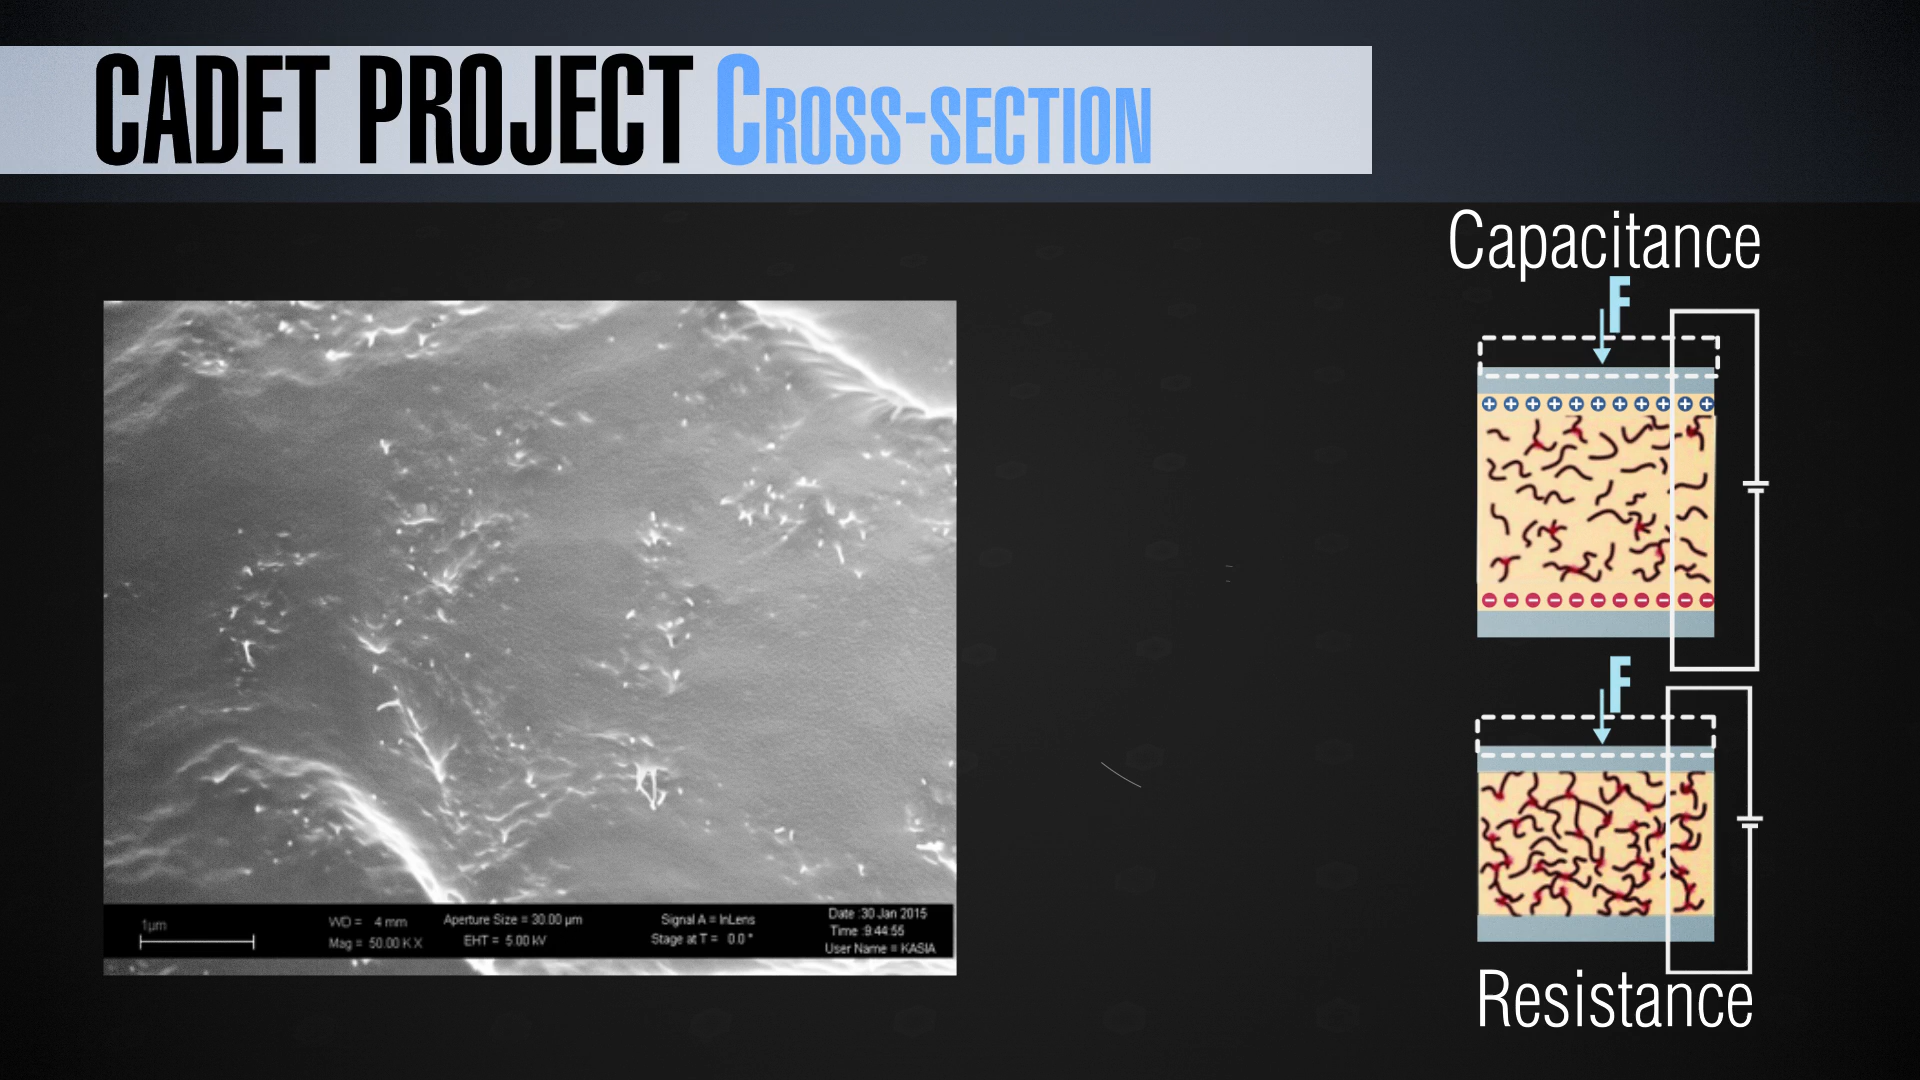 CADET PROJECT CROSS-SECTION
Capacitance
F
F
Resistance
1µm
WD = 4 mm
Mag = 50.00 K X
Aperture Size = 30.00 µm
EHT = 5.00 kV
Signal A = InLens
Stage at T = 0.0 °
Date :30 Jan 2015
Time :9:44:55
User Name = KASIA